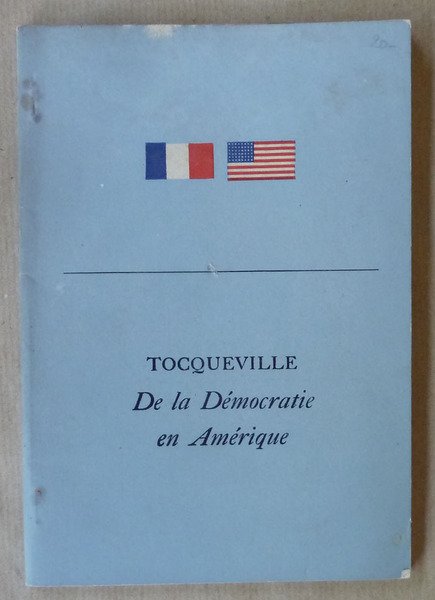 TOCQUEVILLE
De la Démocratie
en Amérique